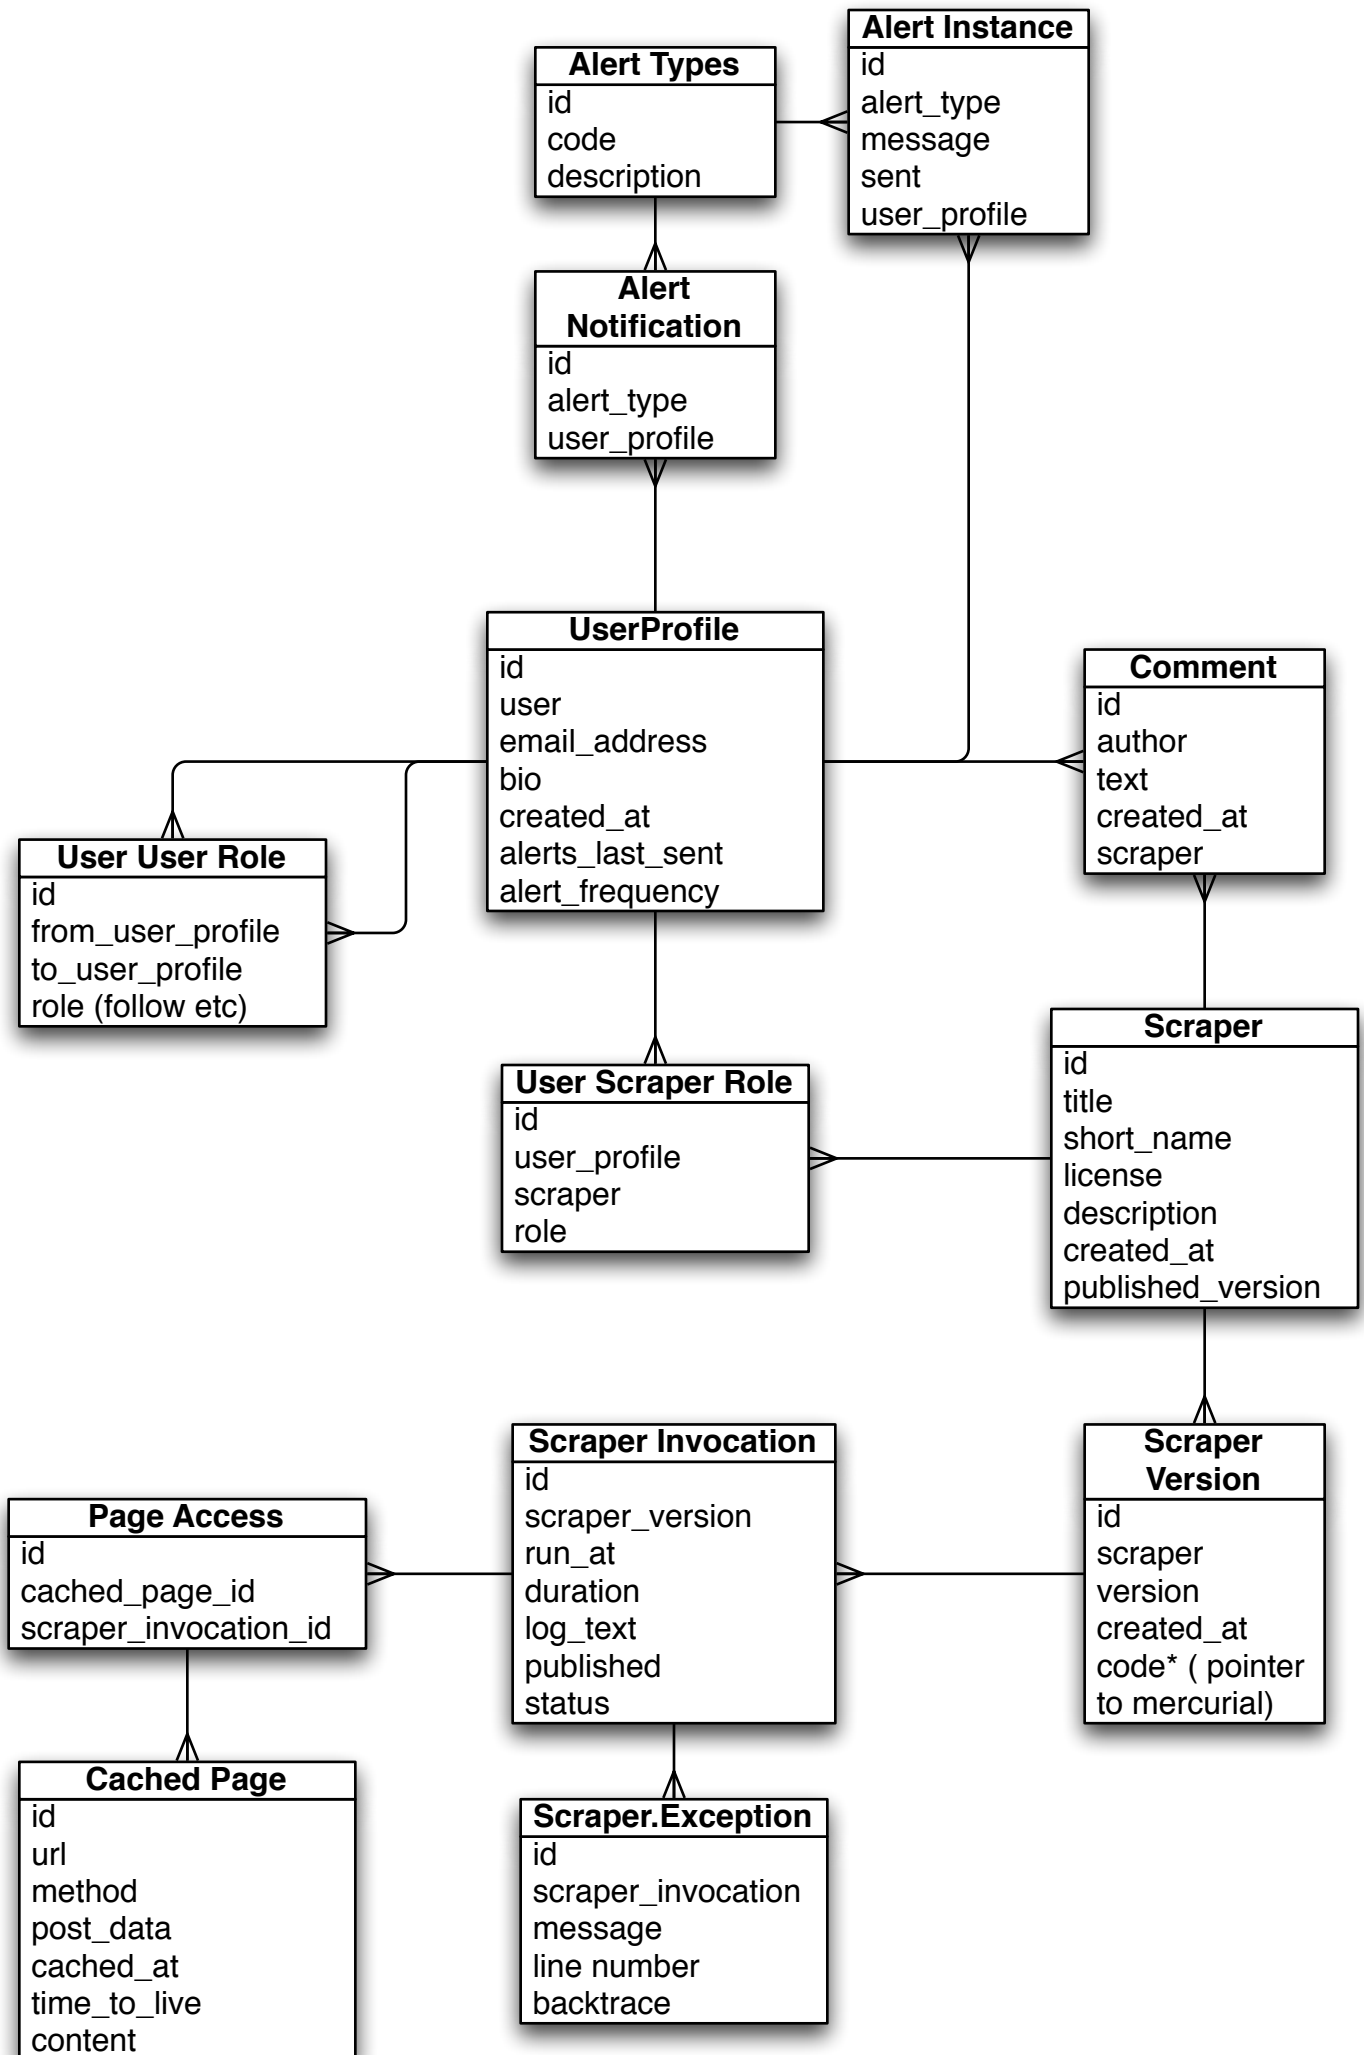 Alert Instance
id
alert_type
message
sent
user_profile
Alert Types
id
code
description
Alert
Notification
id
alert_type
user_profile
UserProfile
id
user
email_address
bio
created_at
alerts_last_sent
alert_frequency
Comment
id
author
text
created_at
scraper
User User Role
id
from_user_profile
to_user_profile
role (follow etc)
Scraper
id
title
short_name
license
description
created_at
published_version
User Scraper Role
id
user_profile
scraper
role
Scraper Invocation
id
scraper_version
run_at
duration
log_text
published
status
Scraper
Version
id
scraper
version
created_at
code* ( pointer
to mercurial)
Page Access
id
cached_page_id
scraper_invocation_id
Cached Page
id
url
method
post_data
cached_at
time_to_live
content
Scraper.Exception
id
scraper_invocation
message
line number
backtrace